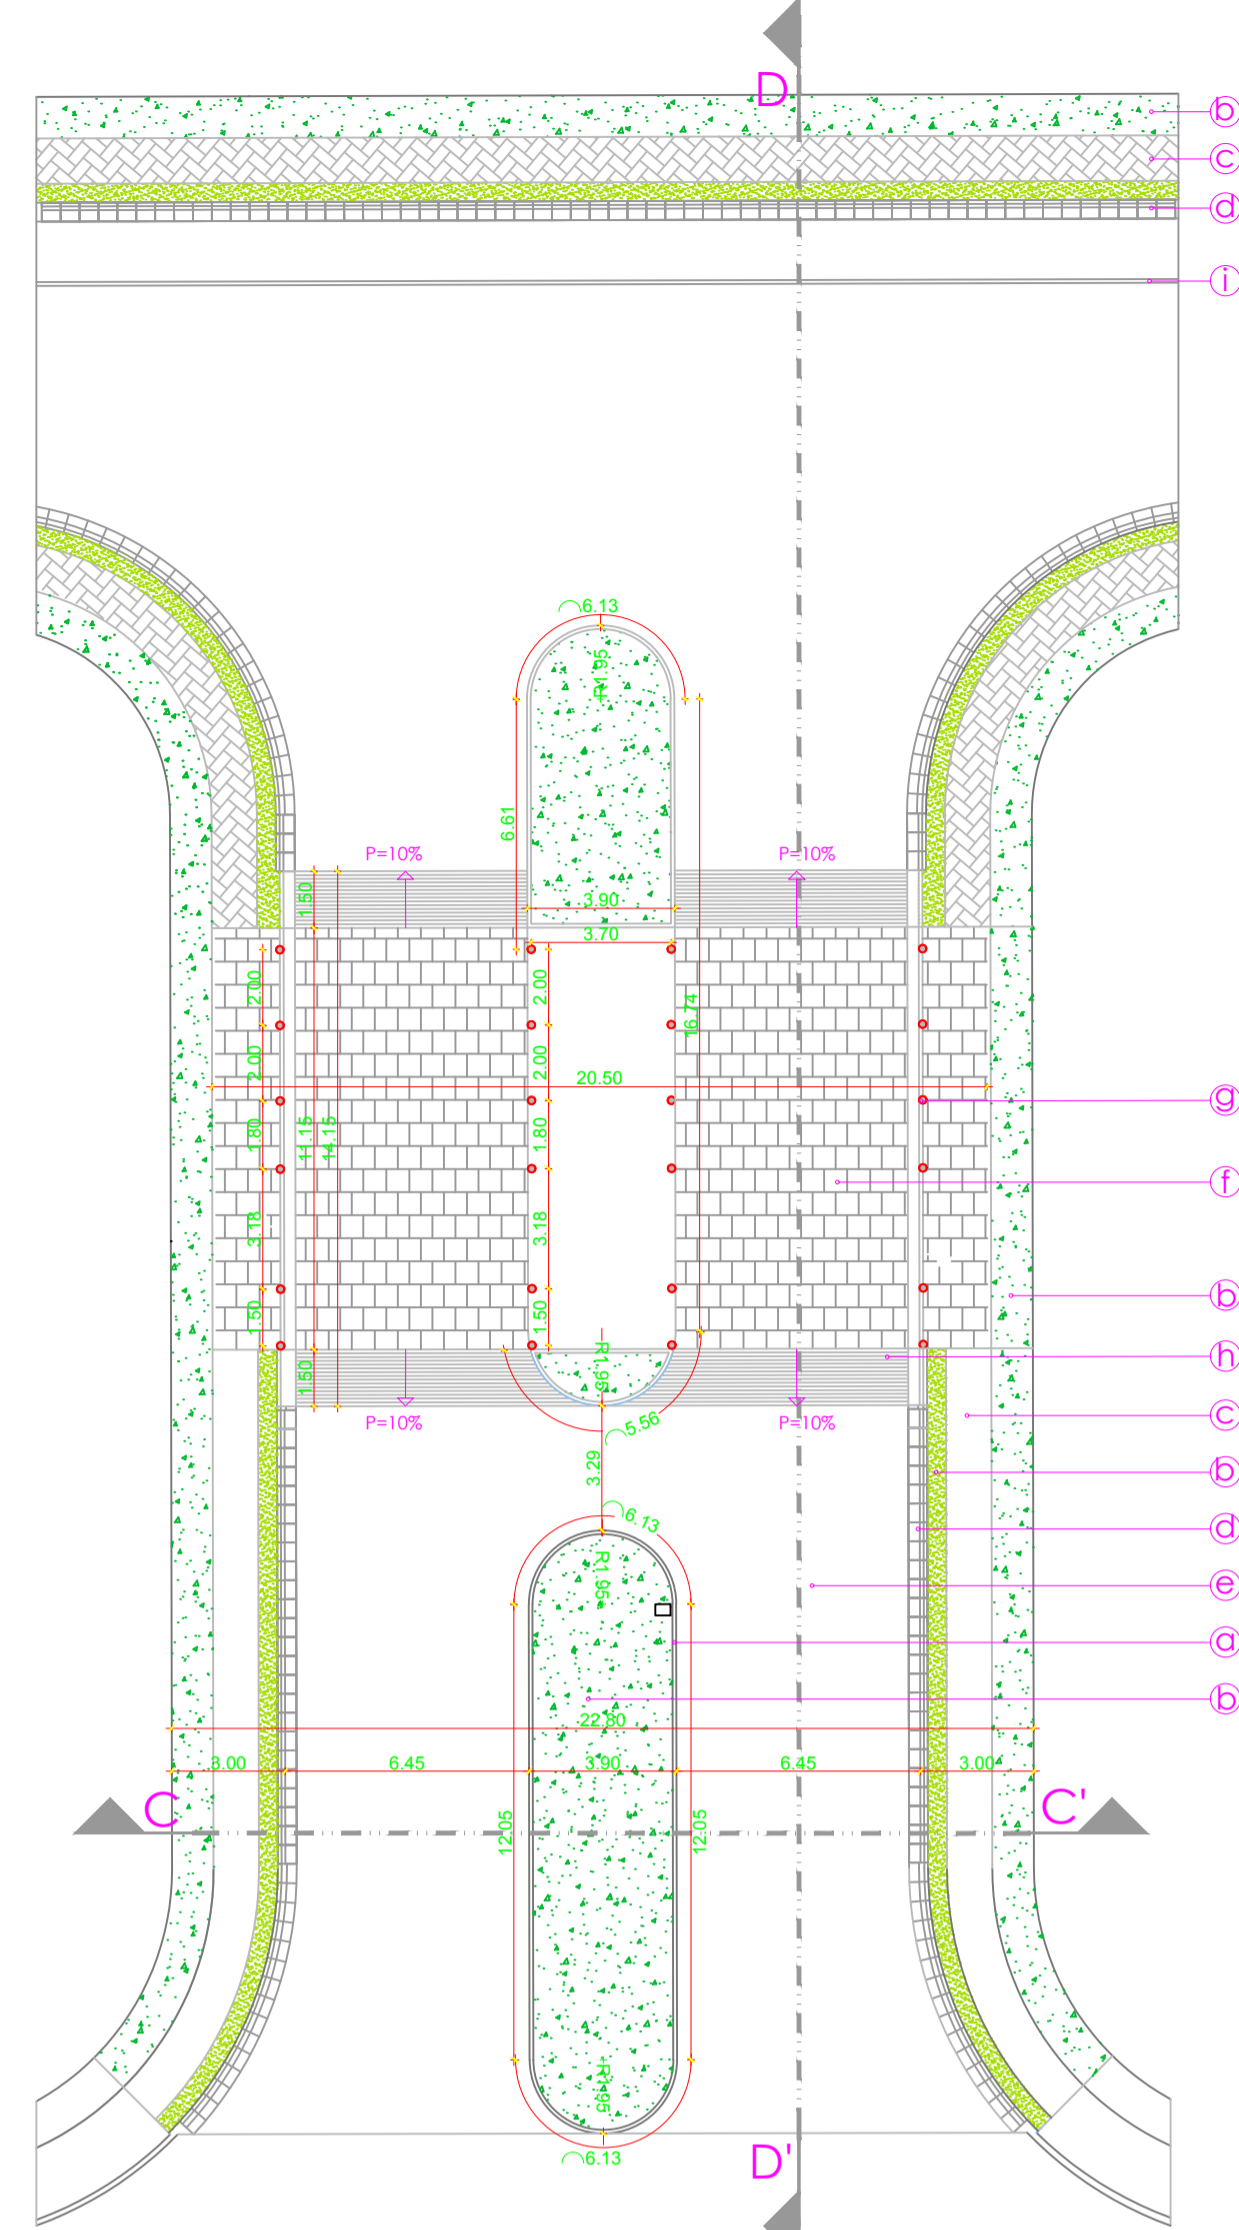 D
b
c
d
i
6.13
R1.95
6.61
P=10%
P=10%
1.50
3.90
3.70
2.00
2.00
16.74
2.00
2.00
20.50
g
1.80
11.15
14.15
1.80
f
3.18
3.18
b
1.50
1.50
R1.95
h
1.50
P=10%
P=10%
c
5.56
3.29
b
6.13
d
R1.95
e
a
b
22.80
3.00
6.45
3.90
6.45
3.00
C
C'
12.05
12.05
R1.95
D'
6.13